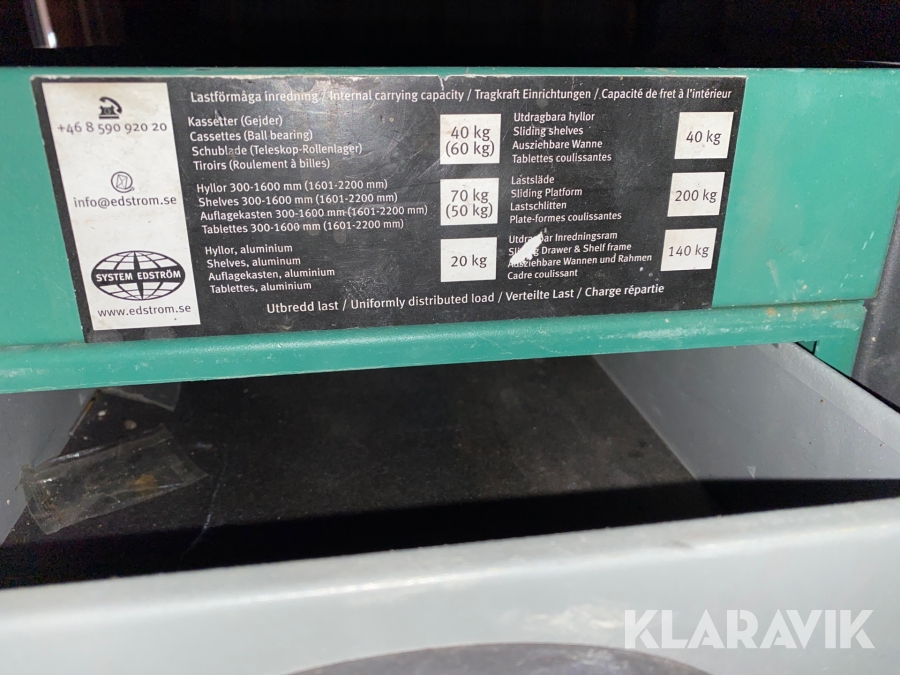 +46 8 590 920 20
info@edstrom.se
SYSTEM EDSTRÖM
www.edstrom.se
Lastförmåga inredning / Internal carrying capacity / Tragkraft Einrichtungen / Capacité de fret à l'intérieur
Kassetter (Gejder)
Cassettes (Ball bearing)
Schublade (Teleskop-Rollenlager)
Tiroirs (Roulement à billes)
40 kg
(60 kg)
Hyllor 300-1600 mm (1601-2200 mm)
Shelves 300-1600 mm (1601-2200 mm)
Auflagekasten 300-1600 mm (1601-2200 mm)
Tablettes 300-1600 mm (1601-2200 mm)
70 kg
(50 kg)
Hyllor, aluminium
Shelves, aluminum
Auflagekasten, aluminium
Tablettes, aluminium
20 kg
Utdragbara hyllor
Sliding shelves
Ausziehbare Wanne
Tablettes coulissantes
40 kg
Lastsläde
Sliding Platform
Lastschlitten
Plate-formes coulissantes
200 kg
Utdragbar Inredningsram
Sliding Drawer & Shelf frame
Ausziehbare Wannen und Rahmen
Cadre coulissant
140 kg
Utbredd last / Uniformly distributed load / Verteilte Last / Charge répartie
KLARAVIK